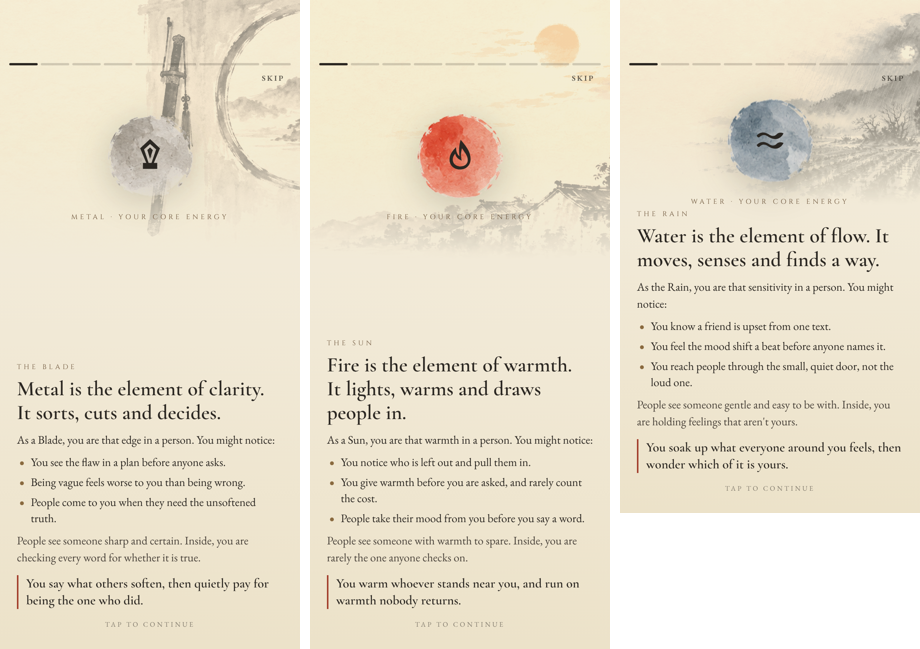 SKIP
METAL · YOUR CORE ENERGY
THE BLADE
Metal is the element of clarity.
It sorts, cuts and decides.
As a Blade, you are that edge in a person. You might notice:
• You see the flaw in a plan before anyone asks.
• Being vague feels worse to you than being wrong.
• People come to you when they need the unsoftened
truth.
People see someone sharp and certain. Inside, you are
checking every word for whether it is true.
You say what others soften, then quietly pay for
being the one who did.
TAP TO CONTINUE
SKIP
FIRE · YOUR CORE ENERGY
THE SUN
Fire is the element of warmth.
It lights, warms and draws
people in.
As a Sun, you are that warmth in a person. You might notice:
• You notice who is left out and pull them in.
• You give warmth before you are asked, and rarely count
the cost.
• People take their mood from you before you say a word.
People see someone with warmth to spare. Inside, you are
rarely the one anyone checks on.
You warm whoever stands near you, and run on
warmth nobody returns.
TAP TO CONTINUE
SKIP
WATER · YOUR CORE ENERGY
THE RAIN
Water is the element of flow. It
moves, senses and finds a way.
As the Rain, you are that sensitivity in a person. You might
notice:
• You know a friend is upset from one text.
• You feel the mood shift a beat before anyone names it.
• You reach people through the small, quiet door, not the
loud one.
People see someone gentle and easy to be with. Inside, you
are holding feelings that aren't yours.
You soak up what everyone around you feels, then
wonder which of it is yours.
TAP TO CONTINUE